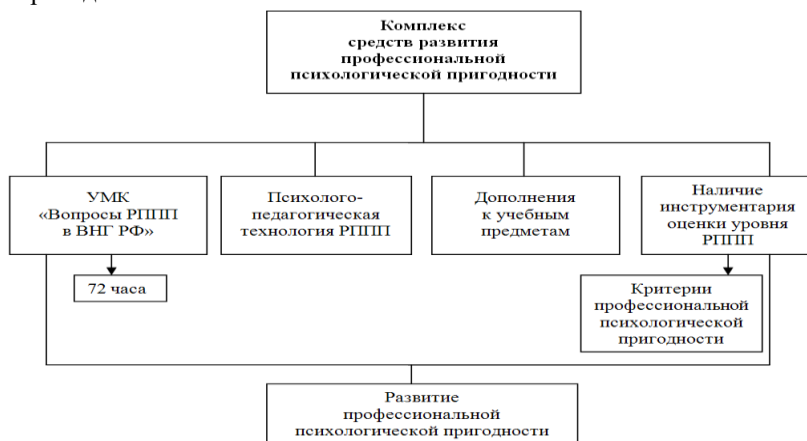 Комплекс
средств развития
профессиональной
психологической пригодности
УМК
«Вопросы РППП
в ВНГ РФ»
Психолого-
педагогическая
технология РППП
Дополнения
к учебным
предметам
Наличие
инструментария
оценки уровня
РППП
72 часа
Критерии
профессиональной
психологической
пригодности
Развитие
профессиональной
психологической пригодности